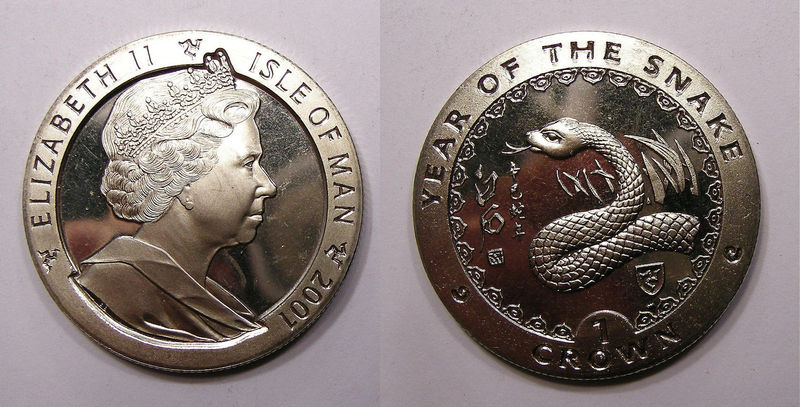 ELIZABETH II
ISLE OF MAN
2001
YEAR OF THE SNAKE
1
CROWN